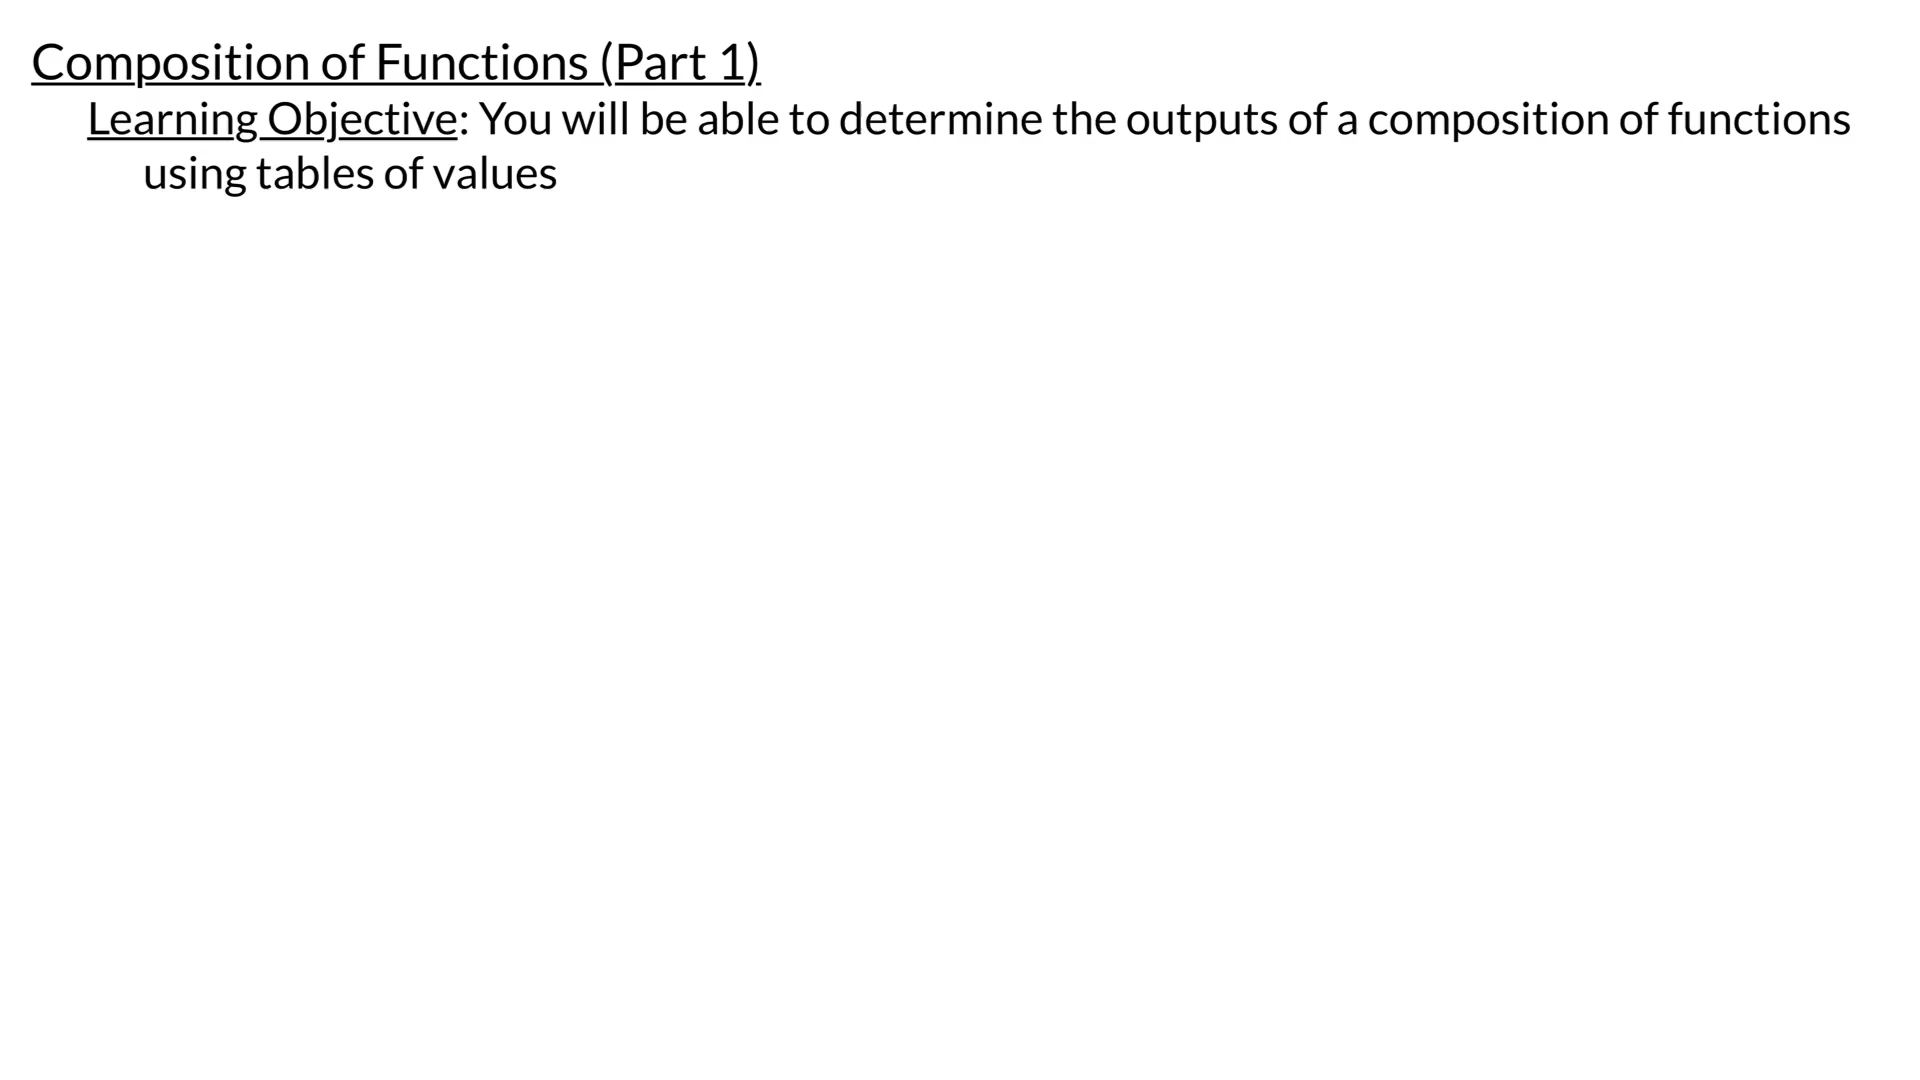 Composition of Functions (Part 1)
Learning Objective: You will be able to determine the outputs of a composition of functions
using tables of values